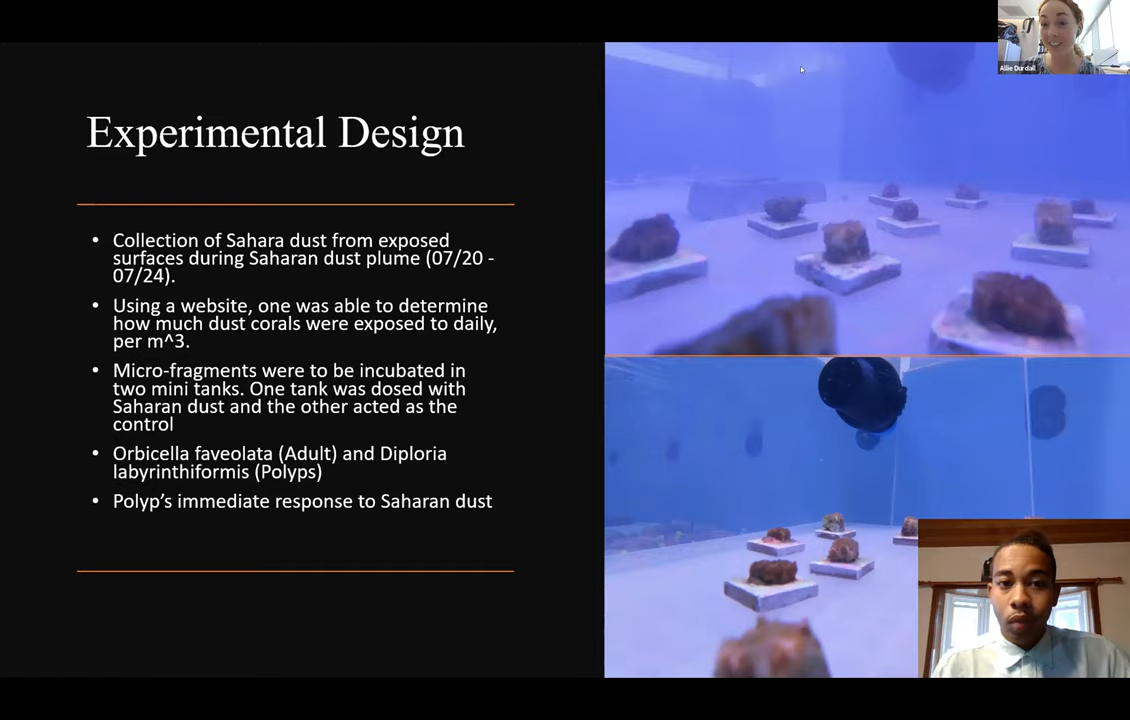 Allie Durdall
Experimental Design
• Collection of Sahara dust from exposed
surfaces during Saharan dust plume (07/20 -
07/24).
• Using a website, one was able to determine
how much dust corals were exposed to daily,
per m^3.
• Micro-fragments were to be incubated in
two mini tanks. One tank was dosed with
Saharan dust and the other acted as the
control
• Orbicella faveolata (Adult) and Diploria
labyrinthiformis (Polyps)
• Polyp’s immediate response to Saharan dust